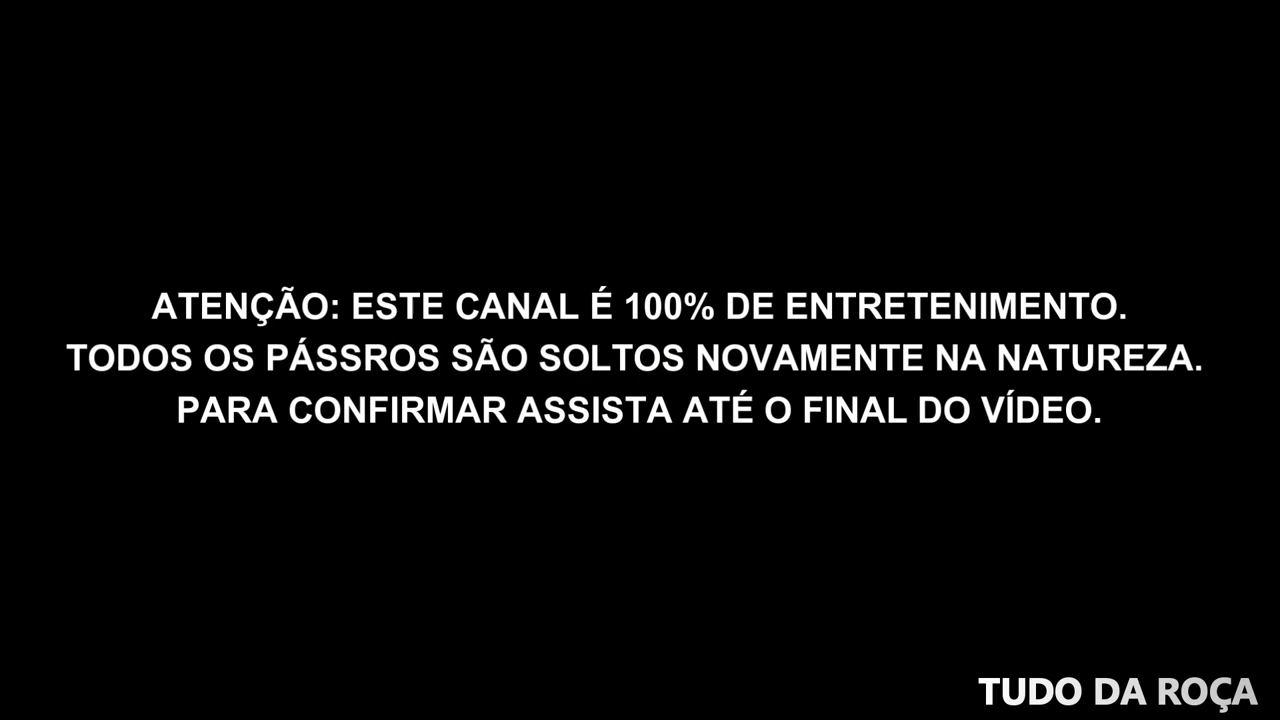 ATENÇÃO: ESTE CANAL É 100% DE ENTRETENIMENTO.
TODOS OS PÁSSROS SÃO SOLTOS NOVAMENTE NA NATUREZA.
PARA CONFIRMAR ASSISTA ATÉ O FINAL DO VÍDEO.
TUDO DA ROÇA